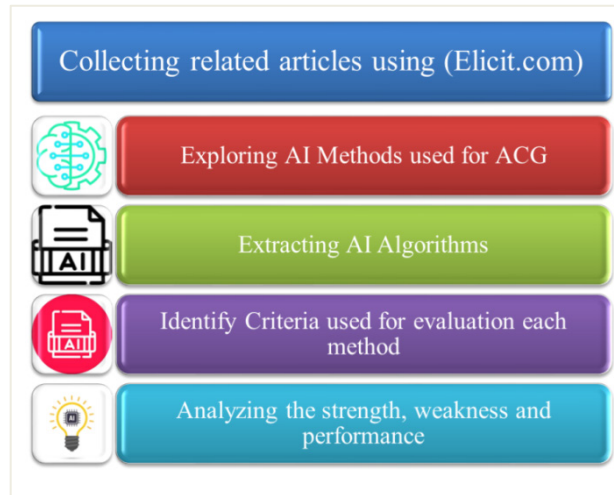 Collecting related articles using (Elicit.com)
Exploring AI Methods used for ACG
AI
Extracting AI Algorithms
AI
Identify Criteria used for evaluation each
method
AI
Analyzing the strength, weakness and
performance